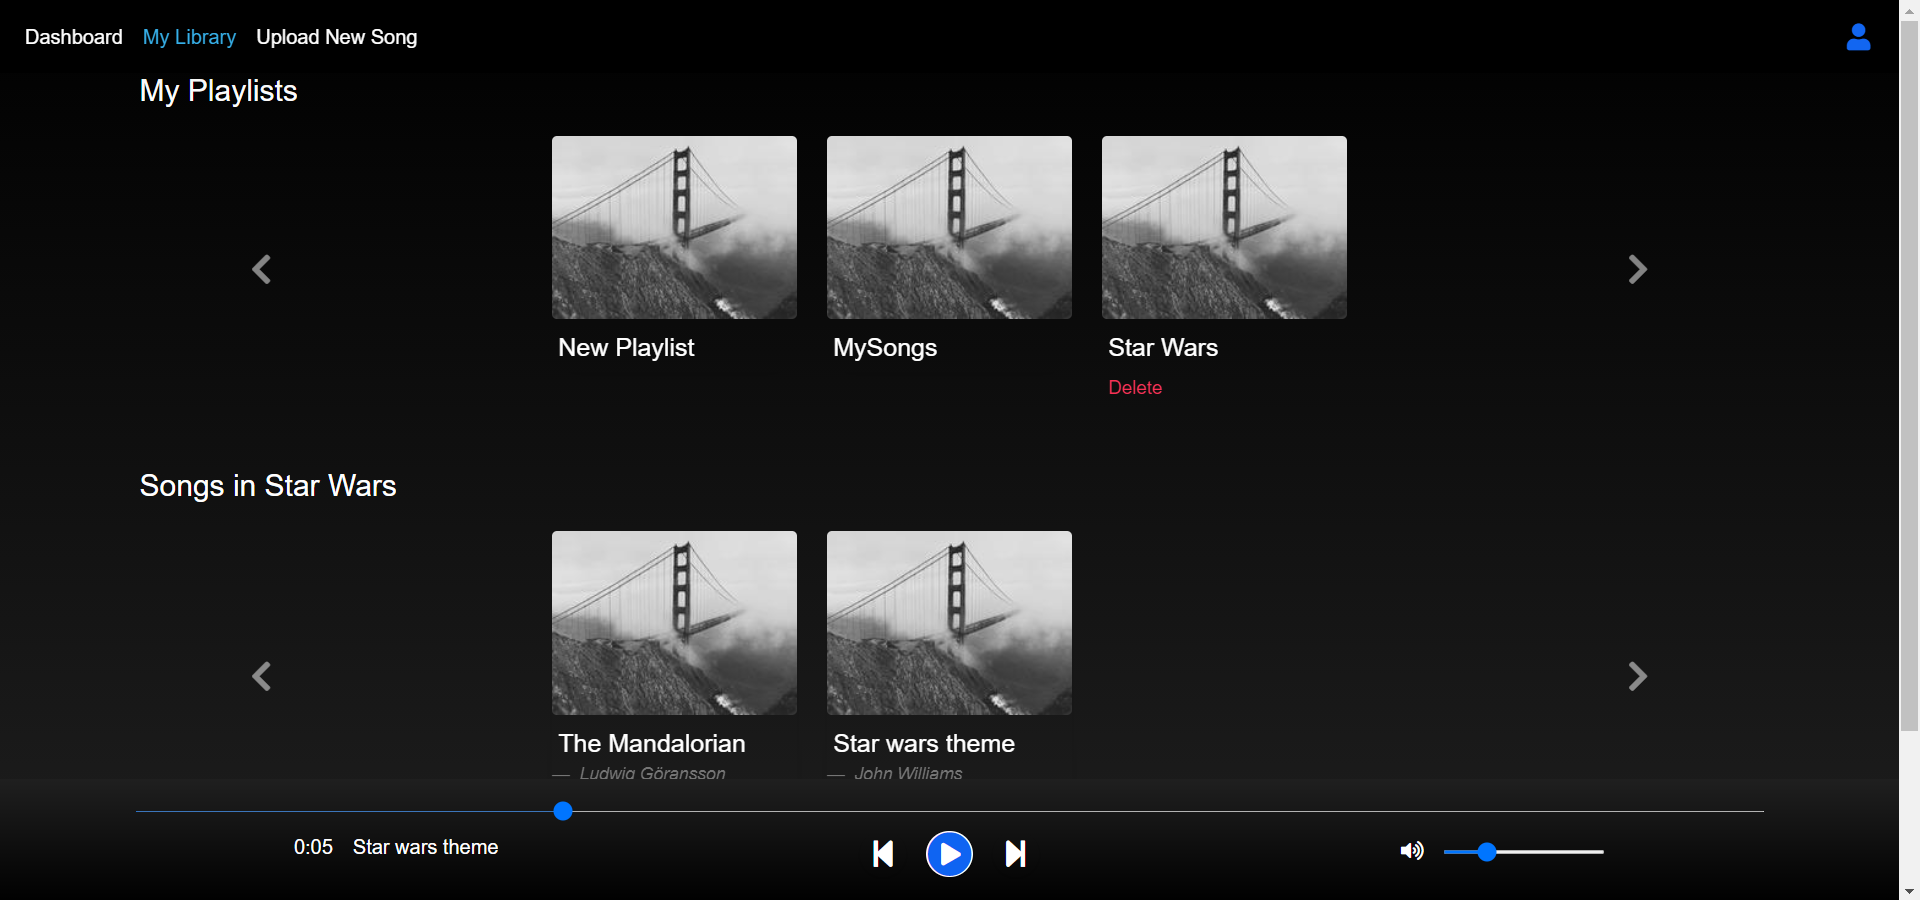 Dashboard My Library Upload New Song
My Playlists
New Playlist MySongs Star Wars
Delete
Songs in Star Wars
The Mandalorian Star wars theme
— Ludwig Göransson — John Williams
0:05 Star wars theme